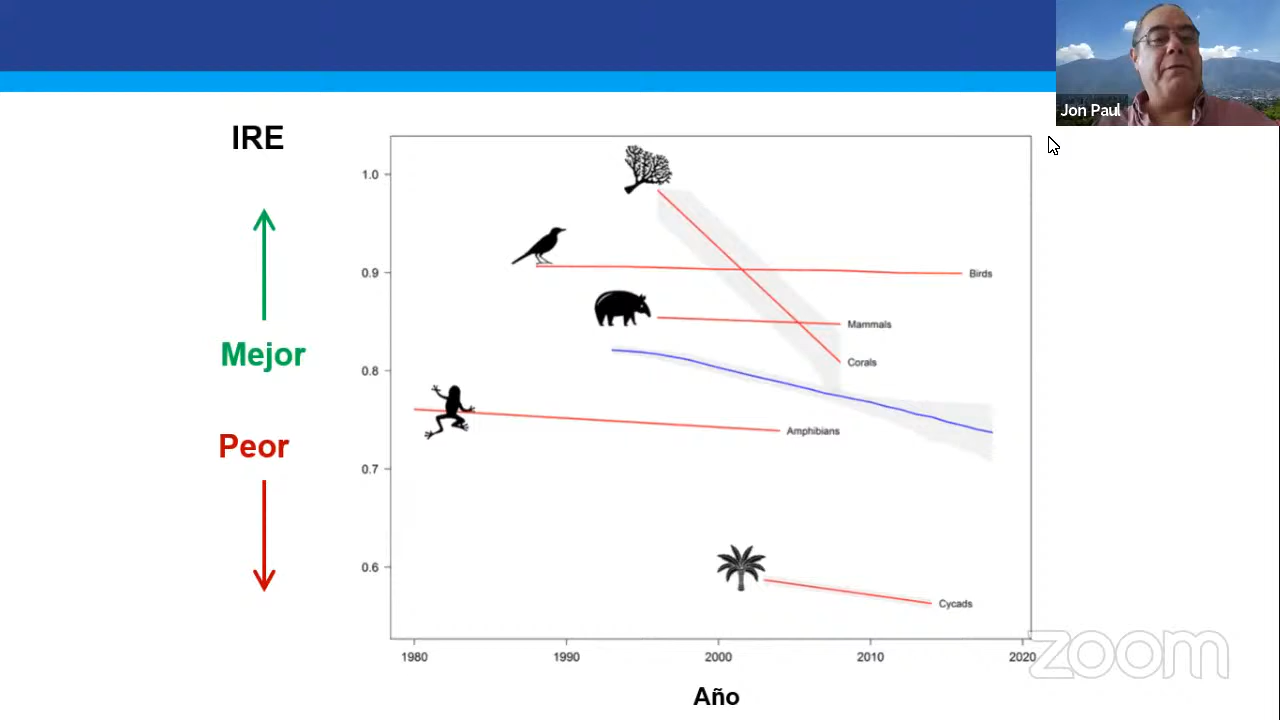 Jon Paul
IRE
Mejor
Peor
1.0
0.9
0.8
0.7
0.6
Birds
Mammals
Corals
Amphibians
Cycads
1980 1990 2000 2010 2020
Año
zoom